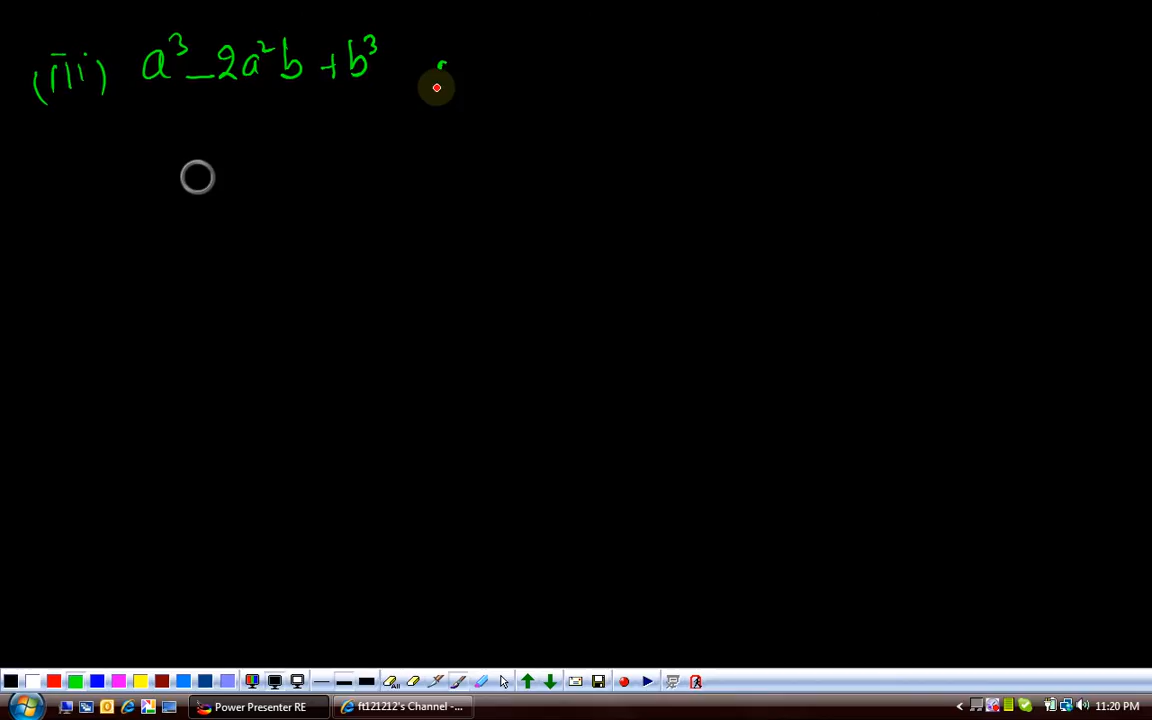 (iii) a³ - 2a²b + b³
Power Presenter RE
ft121212's Channel -...
11:20 PM